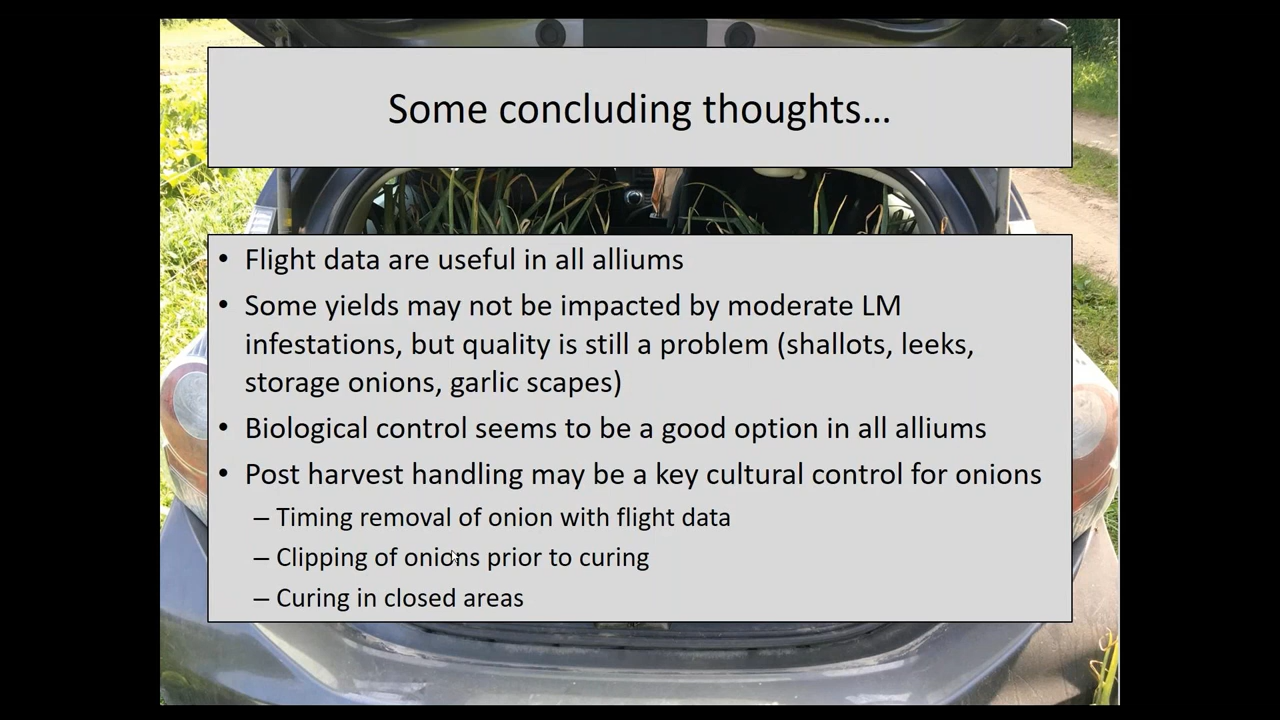 Some concluding thoughts…
• Flight data are useful in all alliums
• Some yields may not be impacted by moderate LM
infestations, but quality is still a problem (shallots, leeks,
storage onions, garlic scapes)
• Biological control seems to be a good option in all alliums
• Post harvest handling may be a key cultural control for onions
– Timing removal of onion with flight data
– Clipping of onions prior to curing
– Curing in closed areas